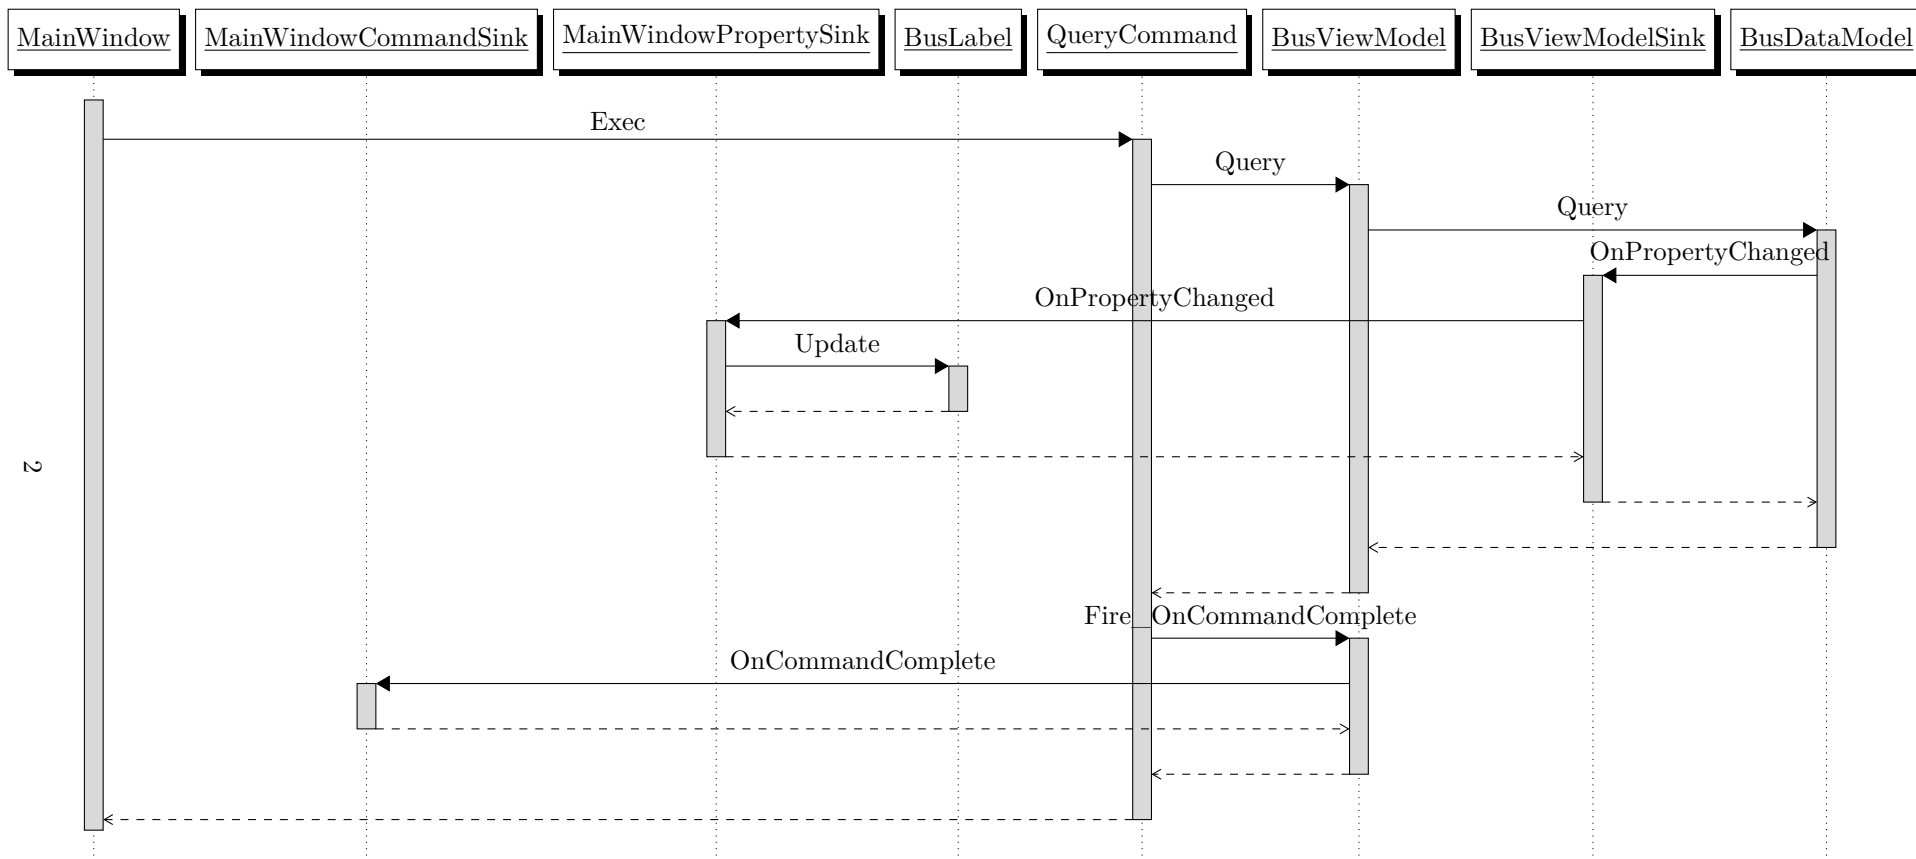 MainWindow MainWindowCommandSink MainWindowPropertySink BusLabel QueryCommand BusViewModel BusViewModelSink BusDataModel
Exec
Query
Query
OnPropertyChanged
OnPropertyChanged
Update
2
Fire_OnCommandComplete
OnCommandComplete